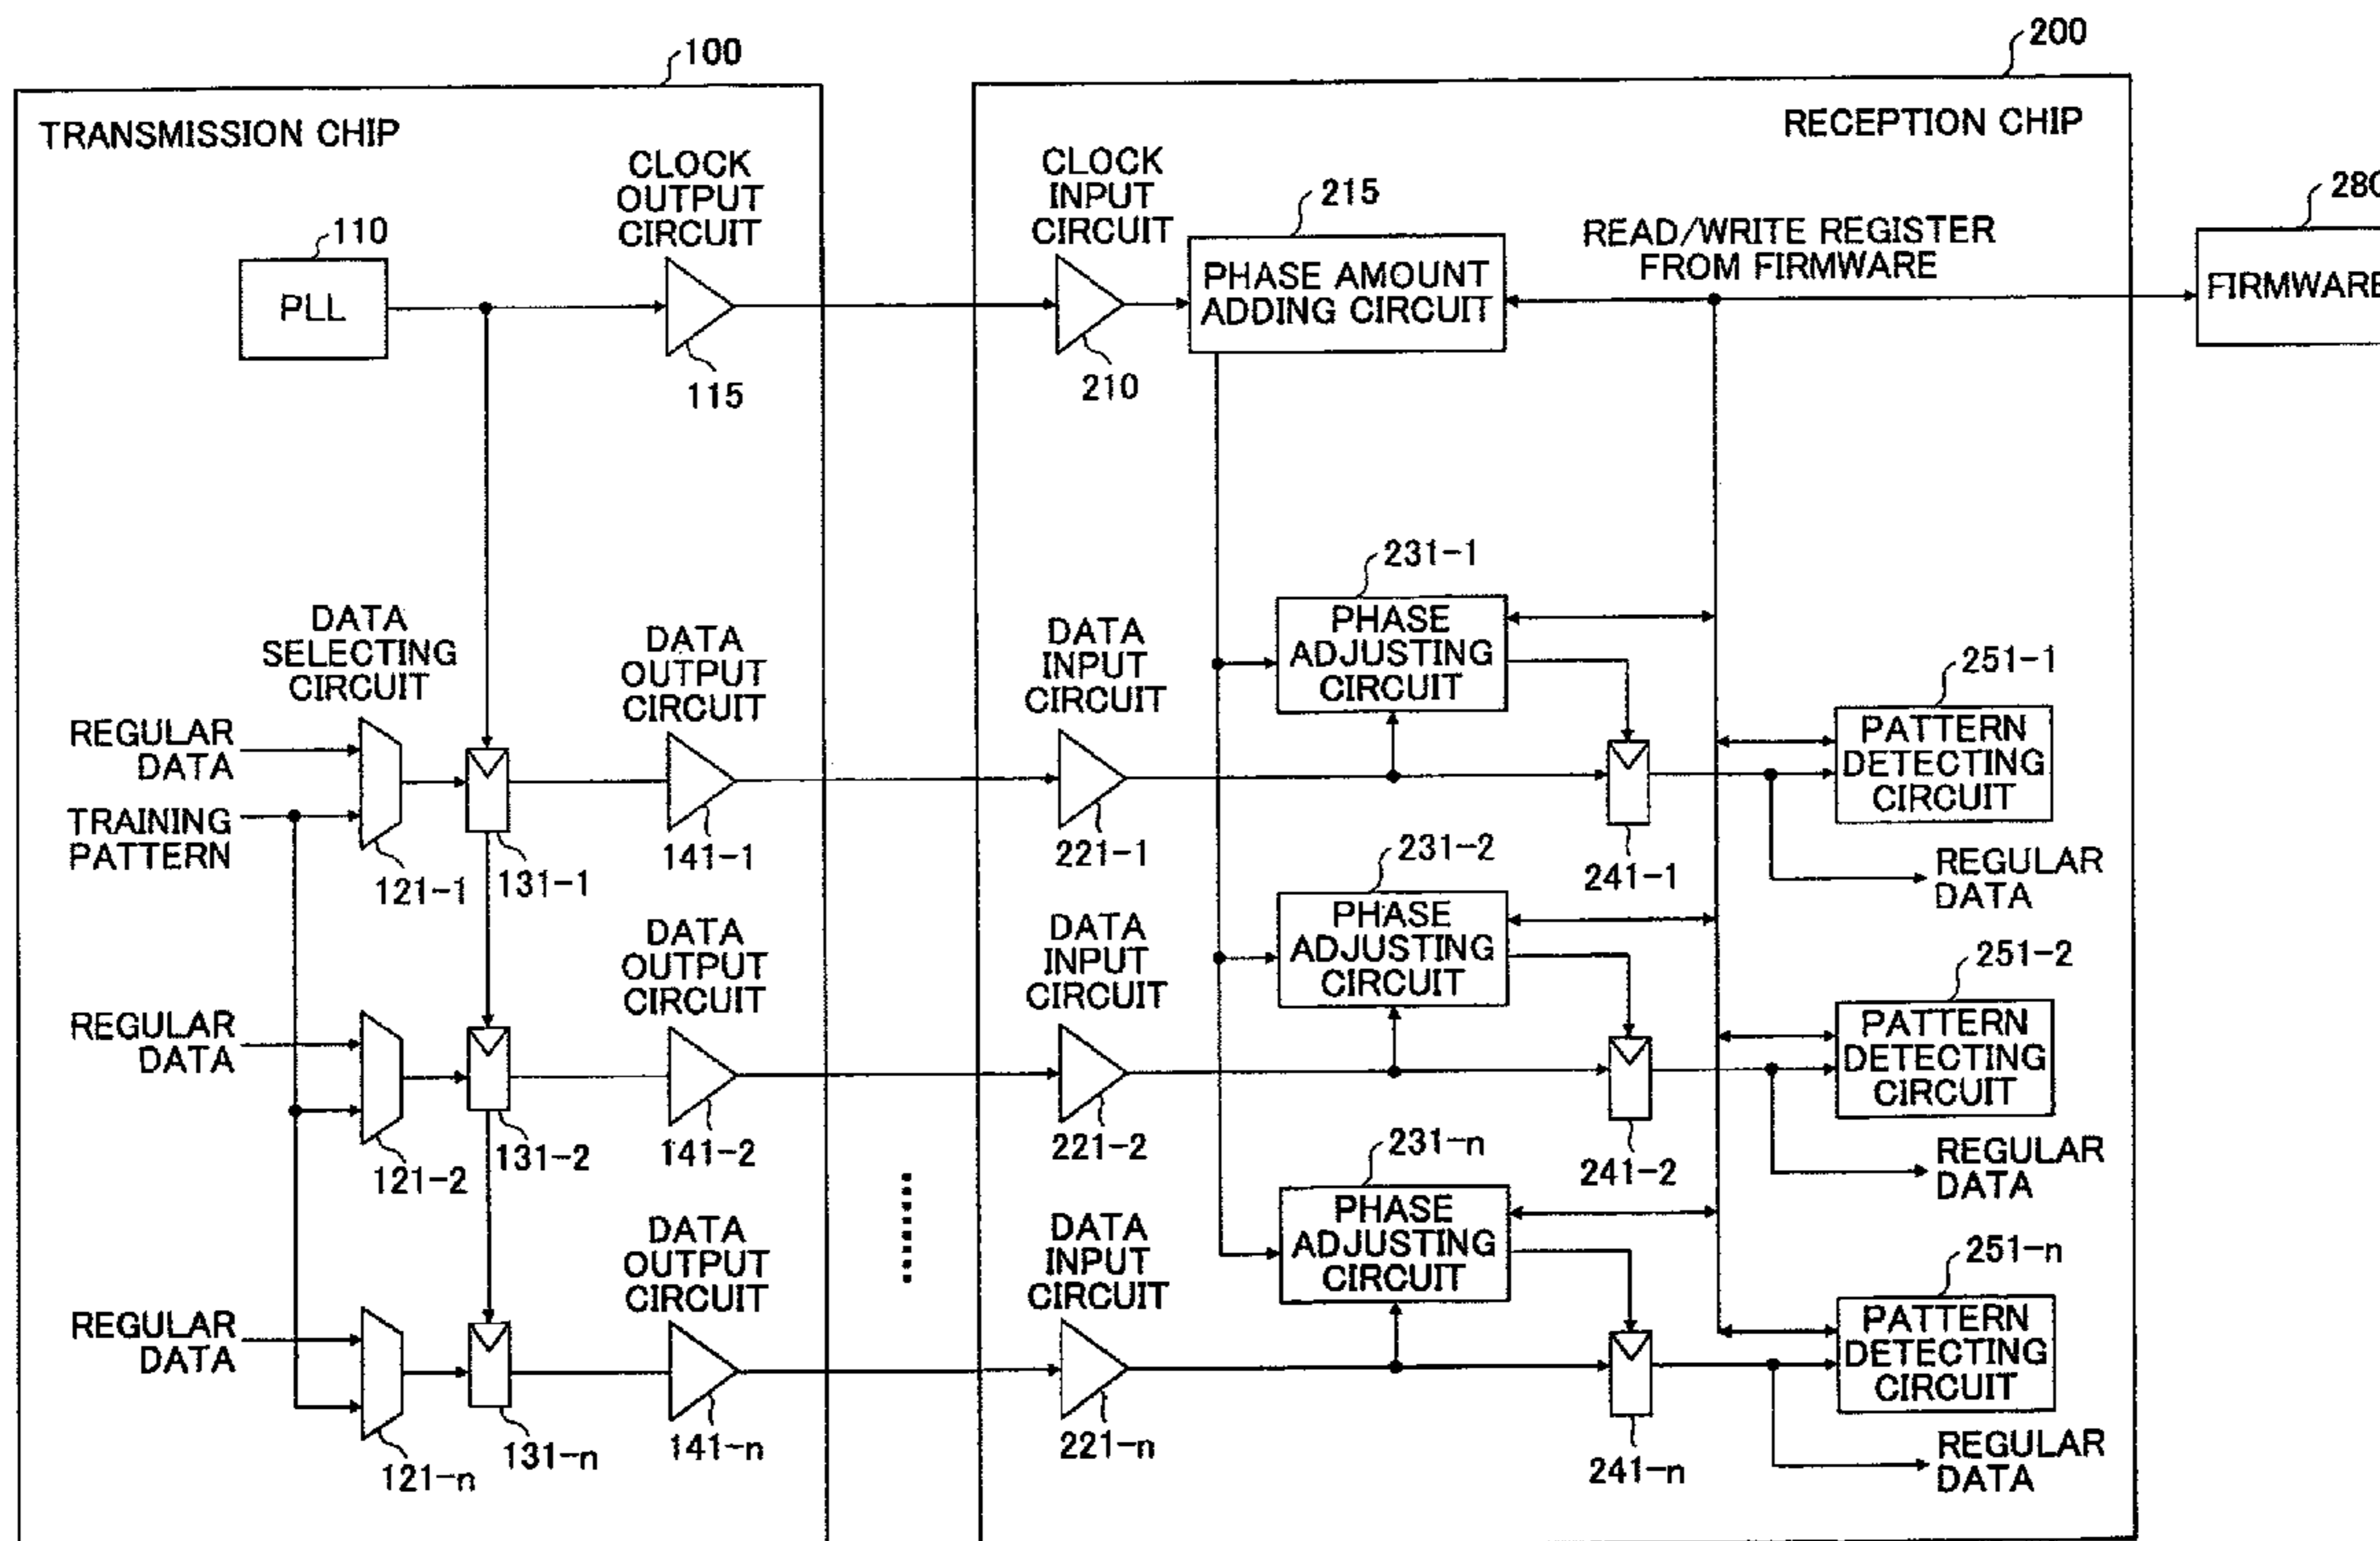 100
200
TRANSMISSION CHIP
RECEPTION CHIP
CLOCK
OUTPUT
CIRCUIT
CLOCK
INPUT
CIRCUIT
110
PLL
115
210
215
PHASE AMOUNT
ADDING CIRCUIT
READ/WRITE REGISTER
FROM FIRMWARE
280
FIRMWARE
DATA
SELECTING
CIRCUIT
DATA
OUTPUT
CIRCUIT
DATA
INPUT
CIRCUIT
231-1
PHASE
ADJUSTING
CIRCUIT
251-1
PATTERN
DETECTING
CIRCUIT
REGULAR
DATA
TRAINING
PATTERN
121-1
131-1
141-1
221-1
241-1
REGULAR
DATA
DATA
OUTPUT
CIRCUIT
DATA
INPUT
CIRCUIT
231-2
PHASE
ADJUSTING
CIRCUIT
251-2
PATTERN
DETECTING
CIRCUIT
REGULAR
DATA
121-2
131-2
141-2
221-2
241-2
REGULAR
DATA
DATA
OUTPUT
CIRCUIT
DATA
INPUT
CIRCUIT
231-n
PHASE
ADJUSTING
CIRCUIT
251-n
PATTERN
DETECTING
CIRCUIT
REGULAR
DATA
121-n
131-n
141-n
221-n
241-n
REGULAR
DATA